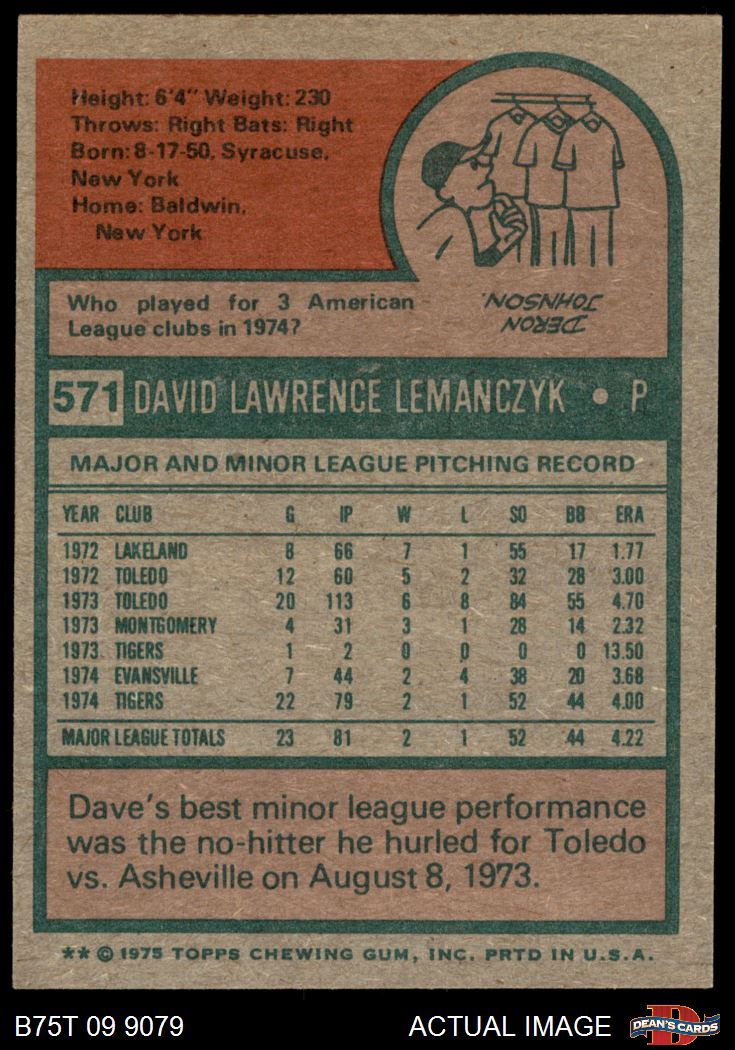 Height: 6'4" Weight: 230
Throws: Right Bats: Right
Born: 8-17-50, Syracuse,
New York
Home: Baldwin,
New York
Who played for 3 American
League clubs in 1974?
DERON
JOHNSON.
571 DAVID LAWRENCE LEMANCZYK • P
MAJOR AND MINOR LEAGUE PITCHING RECORD
YEAR CLUB G IP W L SO BB ERA
1972 LAKELAND 8 66 7 1 55 17 1.77
1972 TOLEDO 12 60 5 2 32 28 3.00
1973 TOLEDO 20 113 6 8 84 55 4.70
1973 MONTGOMERY 4 31 3 1 28 14 2.32
1973 TIGERS 1 2 0 0 0 0 13.50
1974 EVANSVILLE 7 44 2 4 38 20 3.68
1974 TIGERS 22 79 2 1 52 44 4.00
MAJOR LEAGUE TOTALS 23 81 2 1 52 44 4.22
Dave's best minor league performance
was the no-hitter he hurled for Toledo
vs. Asheville on August 8, 1973.
** © 1975 TOPPS CHEWING GUM, INC. PRTD IN U.S.A.
B75T 09 9079 ACTUAL IMAGE
DEAN'S CARDS